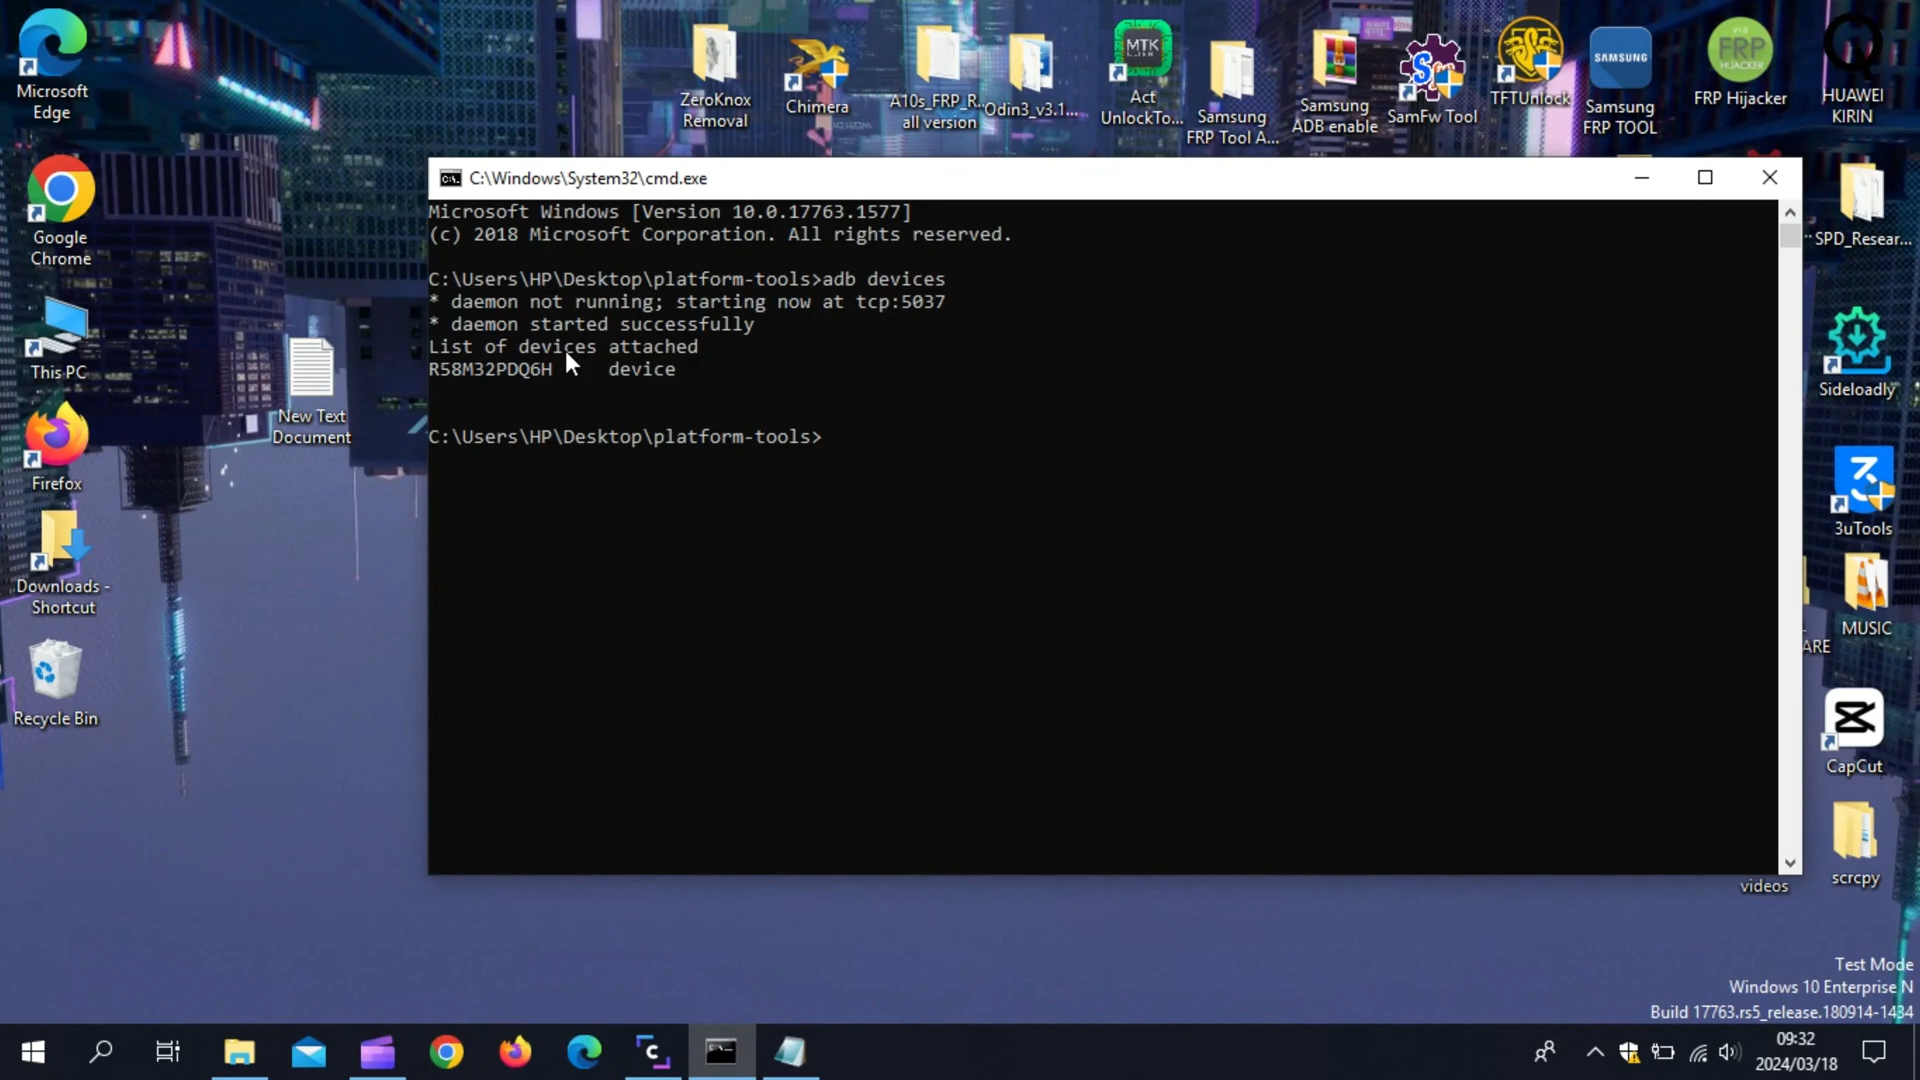 Microsoft
Edge
ZeroKnox
Removal
Chimera
A10s_FRP_R...
all version
Odin3_v3.1...
MTK
Act
UnlockTo...
Samsung
FRP Tool A...
Samsung
ADB enable
SamFw Tool
TFTUnlock
SAMSUNG
Samsung
FRP TOOL
FRP
HIJACKER
FRP Hijacker
HUAWEI
KIRIN
Google
Chrome
This PC
New Text
Document
Firefox
Downloads -
Shortcut
Recycle Bin
C:\Windows\System32\cmd.exe
Microsoft Windows [Version 10.0.17763.1577]
(c) 2018 Microsoft Corporation. All rights reserved.
C:\Users\HP\Desktop\platform-tools>adb devices
* daemon not running; starting now at tcp:5037
* daemon started successfully
List of devices attached
R58M32PDQ6H device
C:\Users\HP\Desktop\platform-tools>
SPD_Resear...
Sideloadly
3uTools
MUSIC
ARE
CapCut
scrcpy
videos
Test Mode
Windows 10 Enterprise N
Build 17763.rs5_release.180914-1434
09:32
2024/03/18